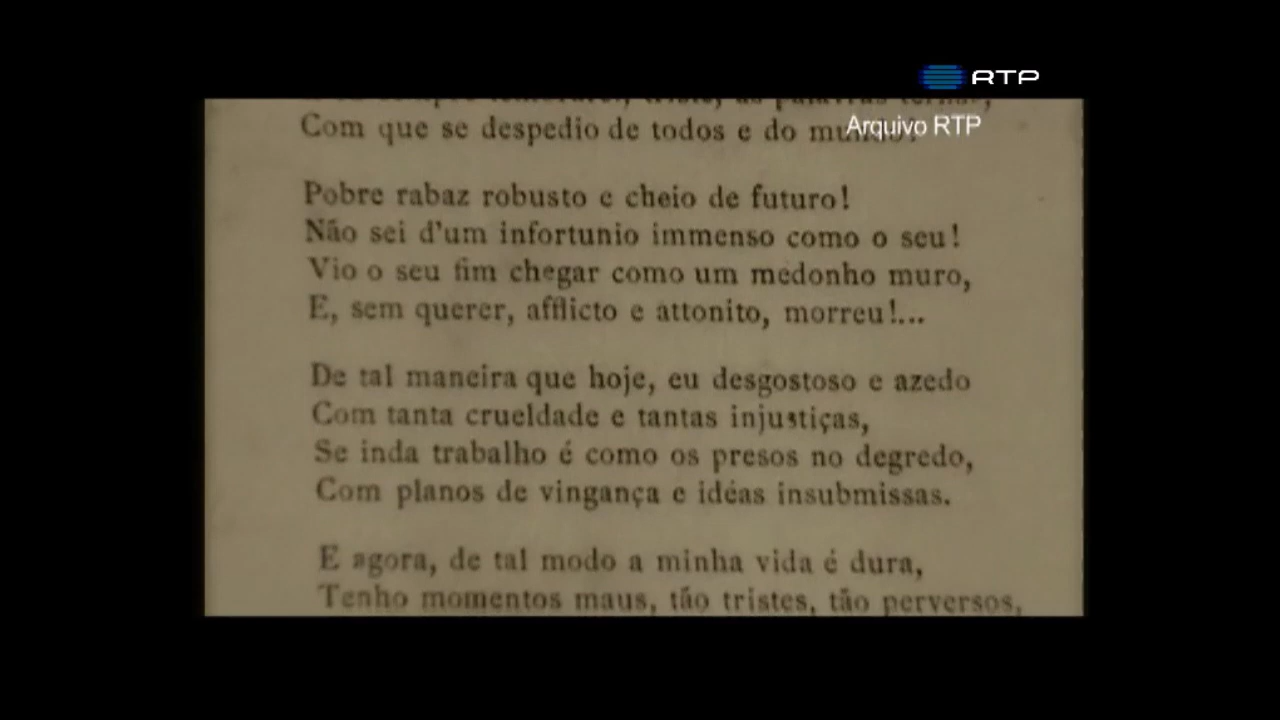 RTP
Arquivo RTP
Com que se despedio de todos e do
Pobre rabaz robusto e cheio de futuro!
Não sei d'um infortunio immenso como o seu!
Vio o seu fim chegar como um medonho muro,
E, sem querer, afflicto e attonito, morreu!...
De tal maneira que hoje, eu desgostoso e azedo
Com tanta crueldade e tantas injustiças,
Se inda trabalho é como os presos no degredo,
Com planos de vingança e idéas insubmissas.
E agora, de tal modo a minha vida é dura,
Tenho momentos maus, tão tristes, tão perversos,